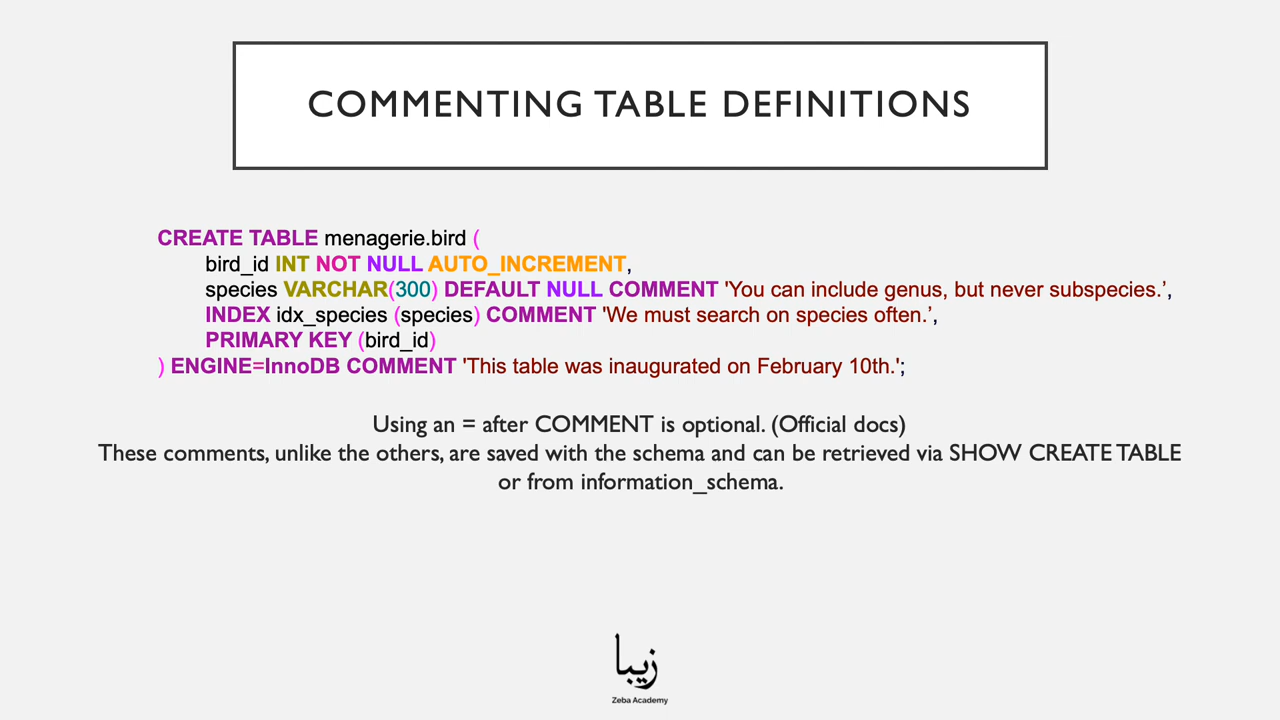 COMMENTING TABLE DEFINITIONS
CREATE TABLE menagerie.bird (
bird_id INT NOT NULL AUTO_INCREMENT,
species VARCHAR(300) DEFAULT NULL COMMENT 'You can include genus, but never subspecies.’,
INDEX idx_species (species) COMMENT 'We must search on species often.’,
PRIMARY KEY (bird_id)
) ENGINE=InnoDB COMMENT 'This table was inaugurated on February 10th.';
Using an = after COMMENT is optional. (Official docs)
These comments, unlike the others, are saved with the schema and can be retrieved via SHOW CREATE TABLE
or from information_schema.
زیبا
Zeba Academy